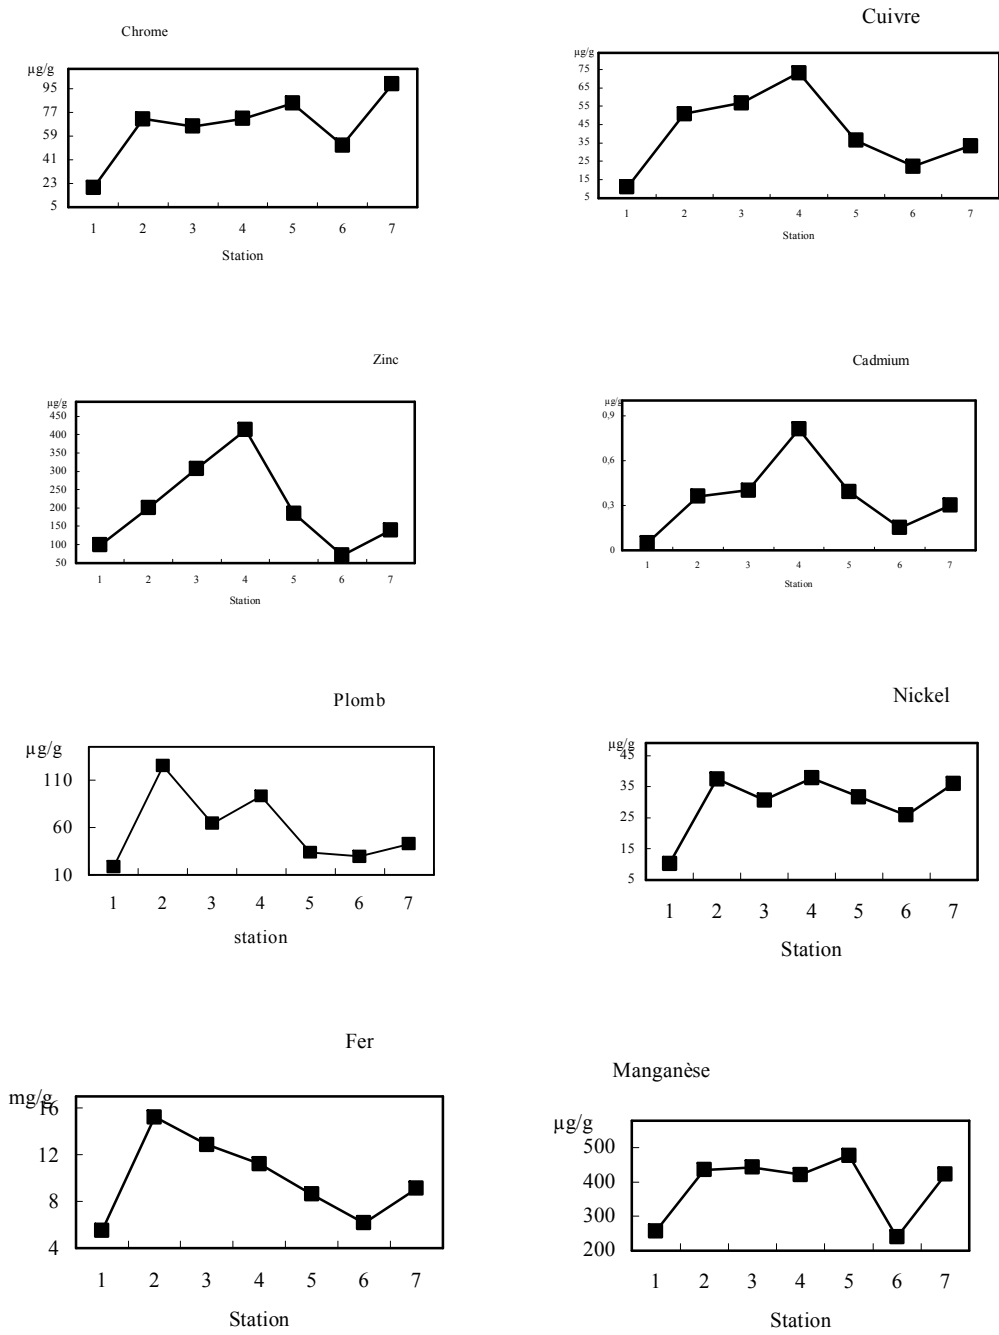 Chrome
µg/g
95
77
59
41
23
5
1 2 3 4 5 6 7
Station
Cuivre
µg/g
75
65
55
45
35
25
15
5
1 2 3 4 5 6 7
Station
Zinc
µg/g
450
400
350
300
250
200
150
100
50
1 2 3 4 5 6 7
Station
Cadmium
µg/g
0,9
0,6
0,3
0
1 2 3 4 5 6 7
Station
Plomb
µg/g
110
60
10
1 2 3 4 5 6 7
station
Nickel
µg/g
45
35
25
15
5
1 2 3 4 5 6 7
Station
Fer
mg/g
16
12
8
4
1 2 3 4 5 6 7
Station
Manganèse
µg/g
500
400
300
200
1 2 3 4 5 6 7
Station